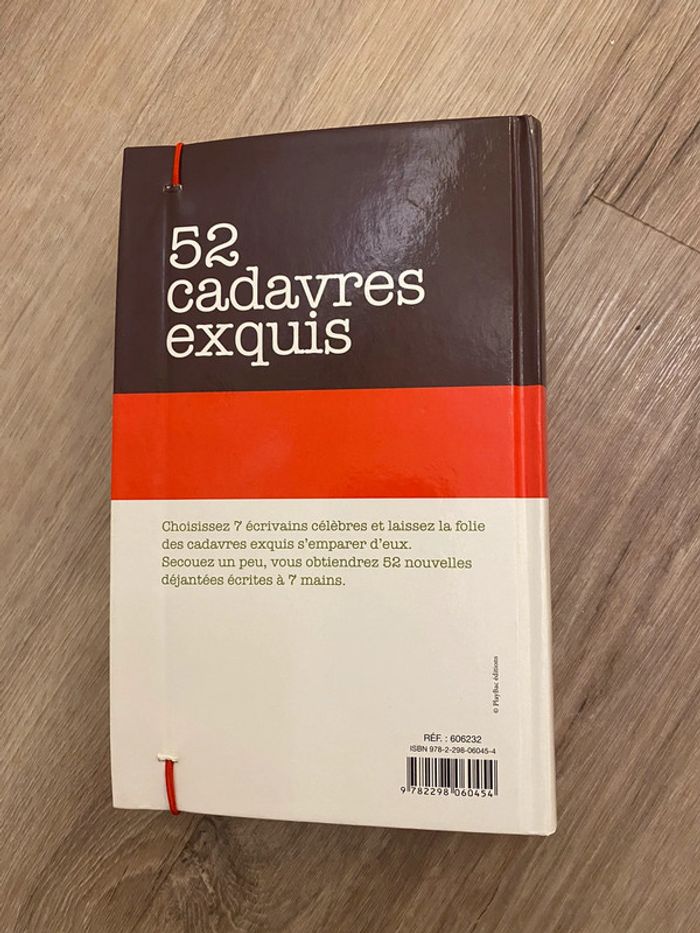 52
cadavres
exquis
Choisissez 7 écrivains célèbres et laissez la folie
des cadavres exquis s'emparer d'eux.
Secouez un peu, vous obtiendrez 52 nouvelles
déjantées écrites à 7 mains.
© PlayBac éditions
RÉF. : 606232
ISBN 978-2-298-06045-4
9 782298 060454